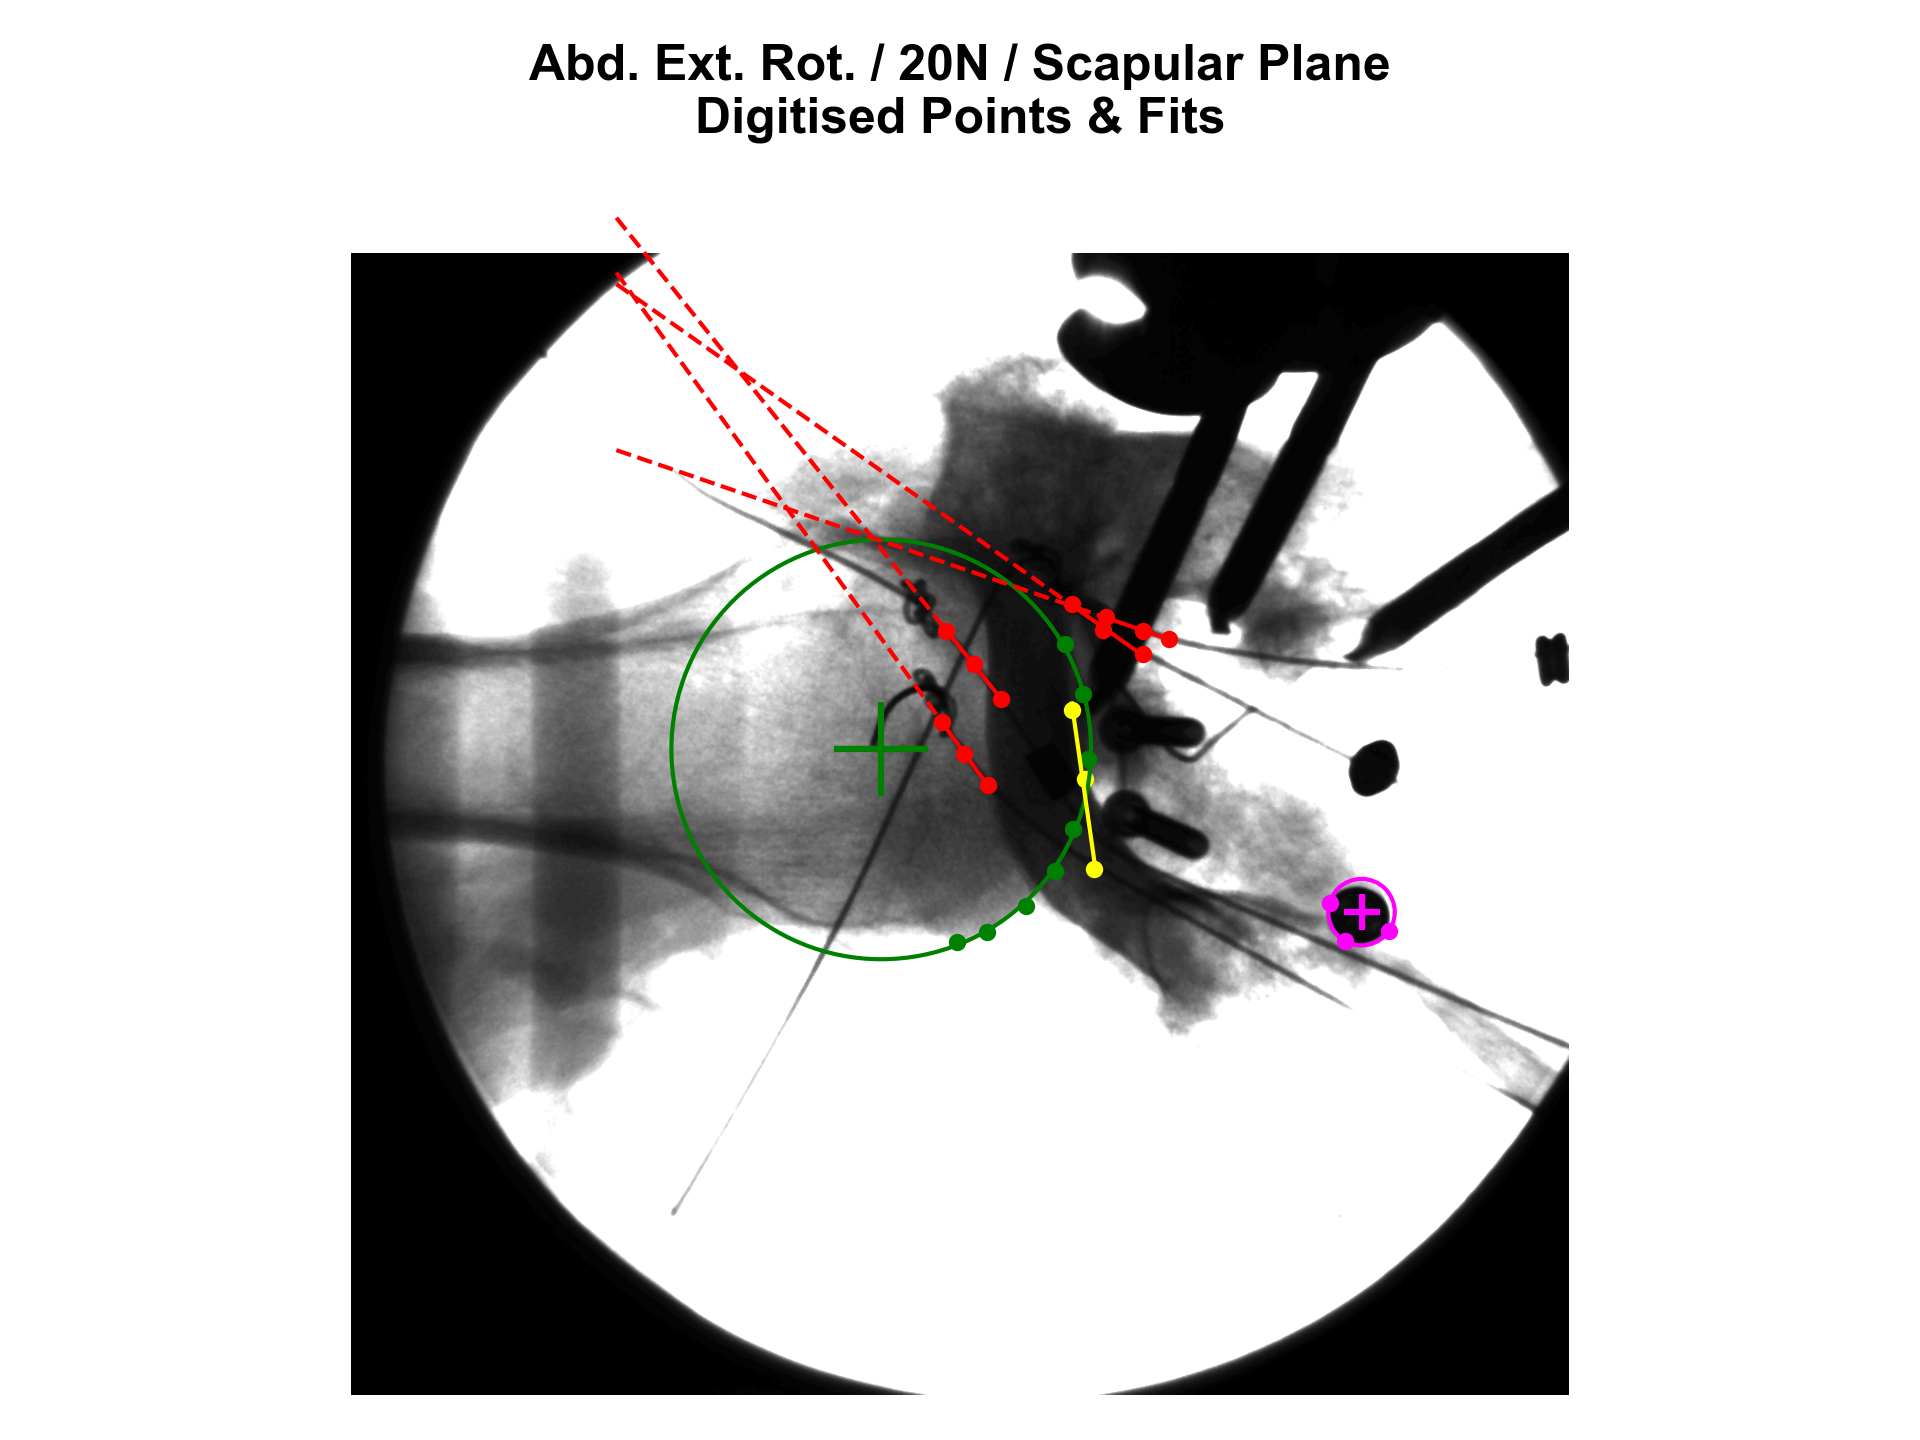 Abd. Ext. Rot. / 20N / Scapular Plane
Digitised Points & Fits